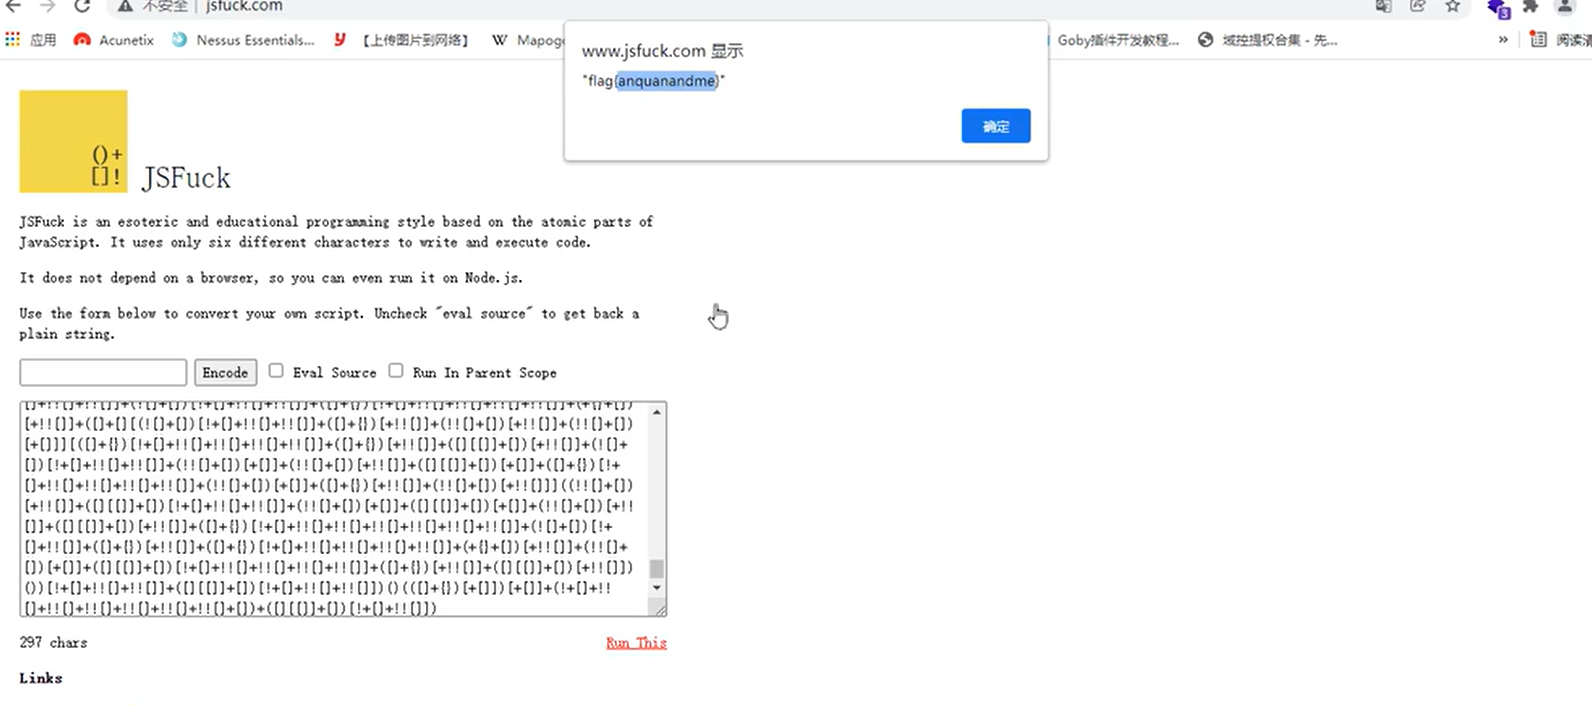 不安全 | jsfuck.com
应用 Acunetix Nessus Essentials... 【上传图片到网络】 Mapog Goby插件开发教程... 域控提权合集 - 先... » 阅读清
www.jsfuck.com 显示
"flag{anquanandme}"
确定
()+
[]!
JSFuck
JSFuck is an esoteric and educational programming style based on the atomic parts of
JavaScript. It uses only six different characters to write and execute code.
It does not depend on a browser, so you can even run it on Node.js.
Use the form below to convert your own script. Uncheck "eval source" to get back a
plain string.
Encode Eval Source Run In Parent Scope
[+!![]]+([]+[][(![]+[])[!+[]+!![]+!![]]+([]+{})[+!![]]+(!![]+[])[+!![]]+(!![]+[])
[+[]]][([]+{})[!+[]+!![]+!![]+!![]+!![]]+([]+{})[+!![]]+([][[]]+[])[+!![]]+(![]+
[])[!+[]+!![]+!![]]+(!![]+[])[+[]]+(!![]+[])[+!![]]+([][[]]+[])[+[]]+([]+{})[!+
[]+!![]+!![]+!![]+!![]]+(!![]+[])[+[]]+([]+{})[+!![]]+(!![]+[])[+!![]]]((!![]+[])
[+!![]]+([][[]]+[])[!+[]+!![]+!![]]+(!![]+[])[+[]]+([][[]]+[])[+[]]+(!![]+[])[+!!
[]]+([][[]]+[])[+!![]]+([]+{})[!+[]+!![]+!![]+!![]+!![]+!![]+!![]]+(![]+[])[!+
[]+!![]]+([]+{})[+!![]]+([]+{})[!+[]+!![]+!![]+!![]+!![]]+(+{}+[])[+!![]]+(!![]+
[])[+[]]+([][[]]+[])[!+[]+!![]+!![]+!![]+!![]]+([]+{})[+!![]]+([][[]]+[])[+!![]])
())[!+[]+!![]+!![]]+([][[]]+[])[!+[]+!![]+!![]])()(([]+{})[+[]])[+[]]+(!+[]+!!
[]+!![]+!![]+!![]+!![]+!![]+[])+([][[]]+[])[!+[]+!![]])
297 chars
Run This
Links